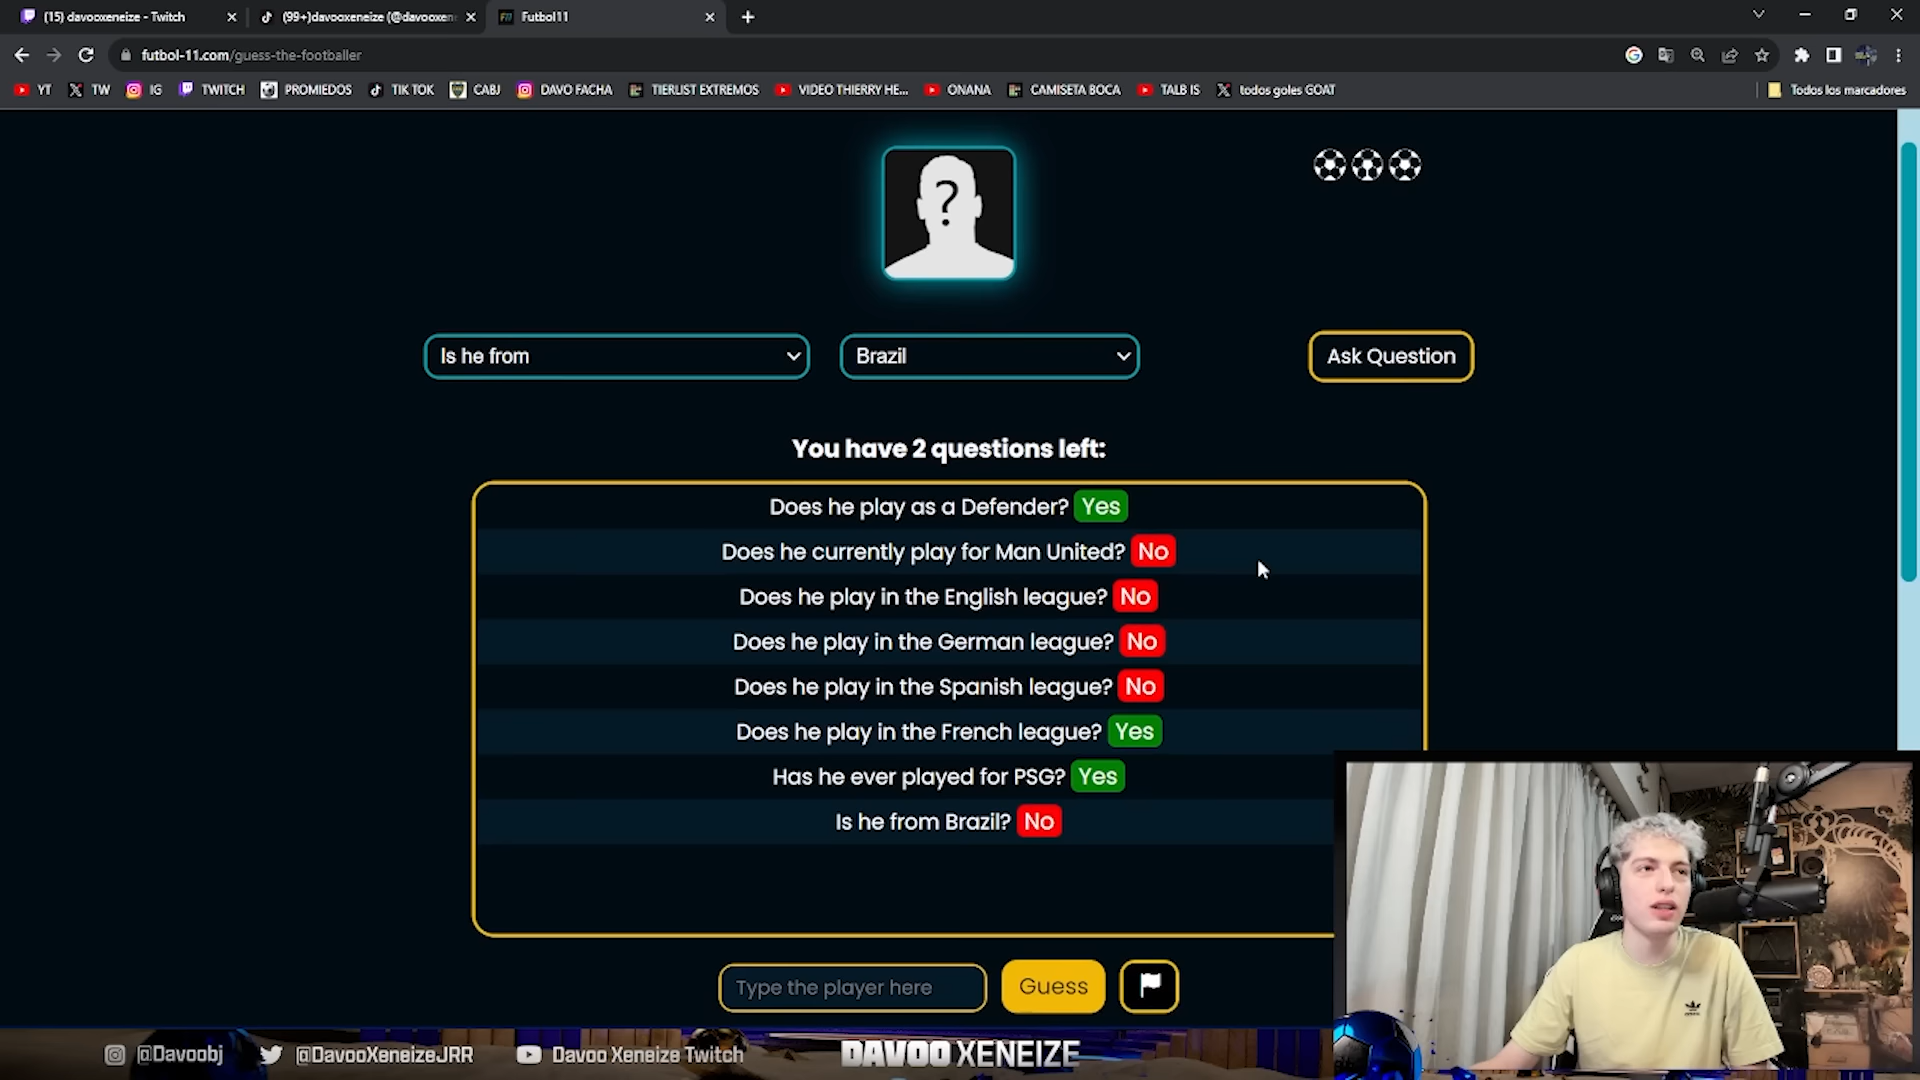 (15) davooxeneize - Twitch
(99+)davooxeneize (@davooxen
Futbol11
futbol-11.com/guess-the-footballer
YT
TW
IG
TWITCH
PROMIEDOS
TIK TOK
CABJ
DAVO FACHA
TIERLIST EXTREMOS
VIDEO THIERRY HE...
ONANA
CAMISETA BOCA
TALB IS
todos goles GOAT
Todos los marcadores
?
Is he from
Brazil
Ask Question
You have 2 questions left:
Does he play as a Defender? Yes
Does he currently play for Man United? No
Does he play in the English league? No
Does he play in the German league? No
Does he play in the Spanish league? No
Does he play in the French league? Yes
Has he ever played for PSG? Yes
Is he from Brazil? No
Type the player here
Guess
@Davoobj
@DavooXeneizeJRR
Davoo Xeneize Twitch
DAVOO XENEIZE